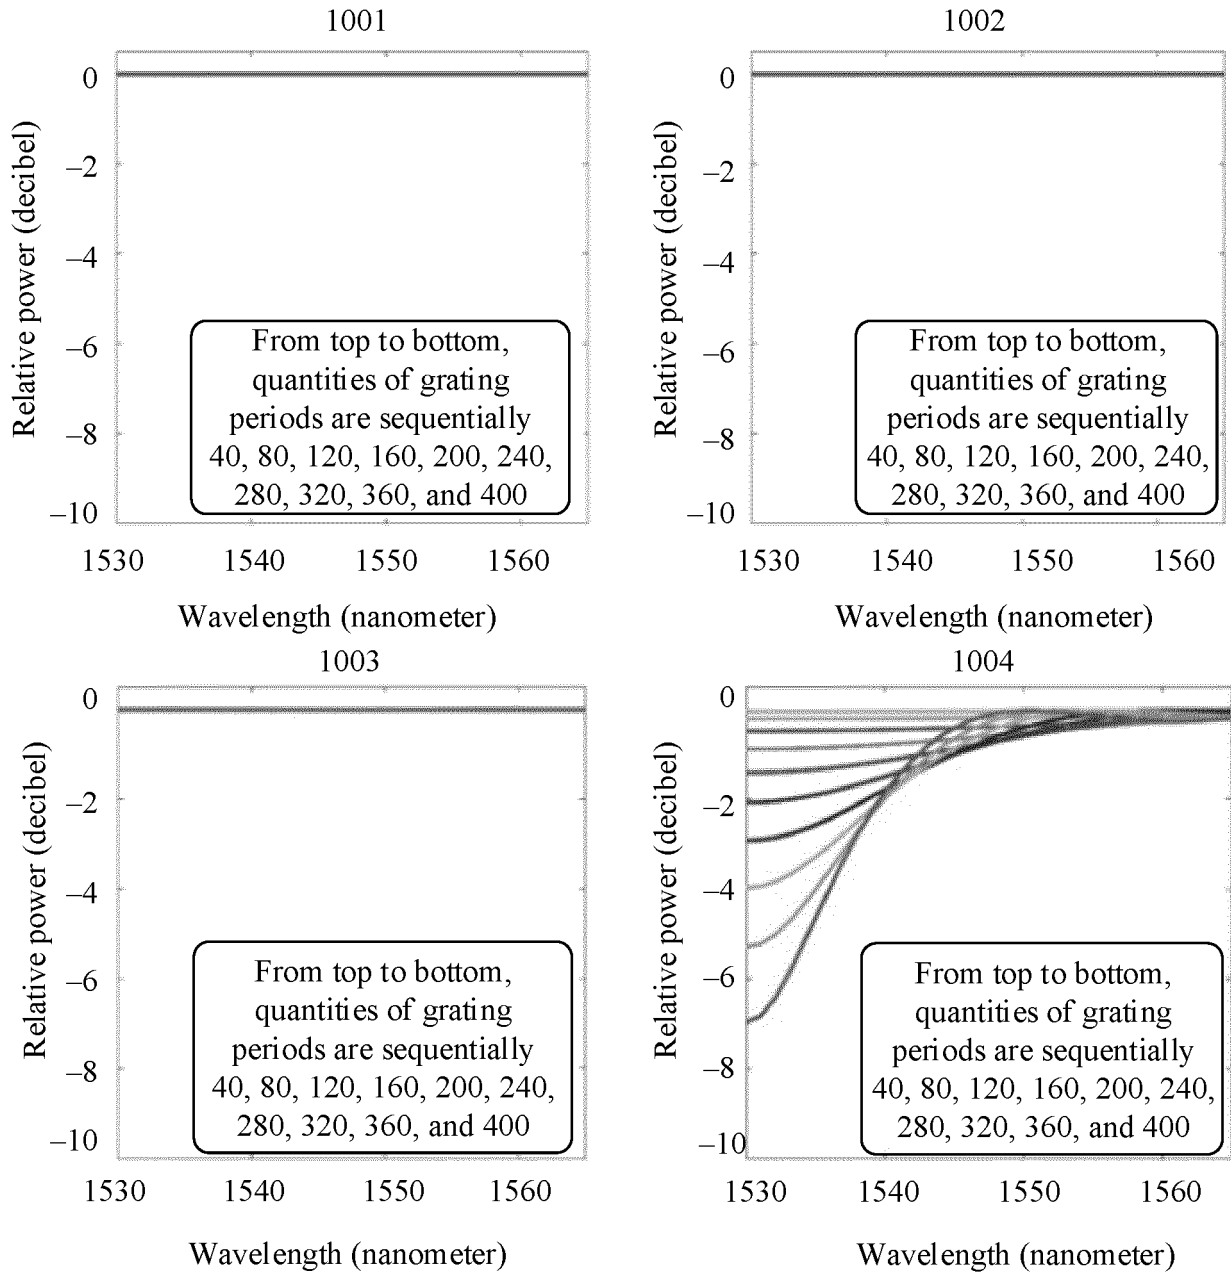 1001
Relative power (decibel)
0
–2
–4
–6
–8
–10
From top to bottom,
quantities of grating
periods are sequentially
40, 80, 120, 160, 200, 240,
280, 320, 360, and 400
1530 1540 1550 1560
Wavelength (nanometer)
1002
Relative power (decibel)
0
–2
–4
–6
–8
–10
From top to bottom,
quantities of grating
periods are sequentially
40, 80, 120, 160, 200, 240,
280, 320, 360, and 400
1530 1540 1550 1560
Wavelength (nanometer)
1003
Relative power (decibel)
0
–2
–4
–6
–8
–10
From top to bottom,
quantities of grating
periods are sequentially
40, 80, 120, 160, 200, 240,
280, 320, 360, and 400
1530 1540 1550 1560
Wavelength (nanometer)
1004
Relative power (decibel)
0
–2
–4
–6
–8
–10
From top to bottom,
quantities of grating
periods are sequentially
40, 80, 120, 160, 200, 240,
280, 320, 360, and 400
1530 1540 1550 1560
Wavelength (nanometer)